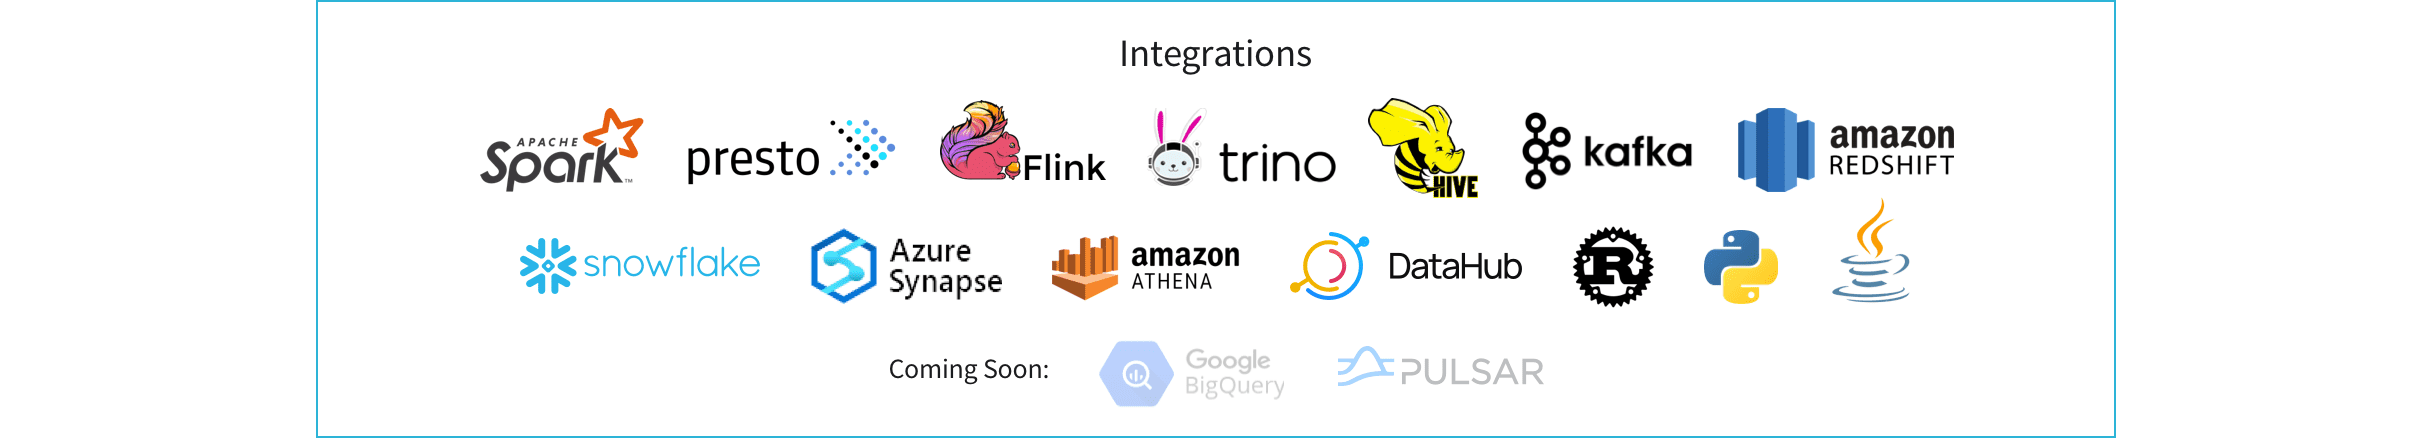 Integrations
APACHE
Spark™
presto
Flink
trino
HIVE
kafka
amazon
REDSHIFT
snowflake
Azure
Synapse
amazon
ATHENA
DataHub
R
Coming Soon:
Google
BigQuery
PULSAR